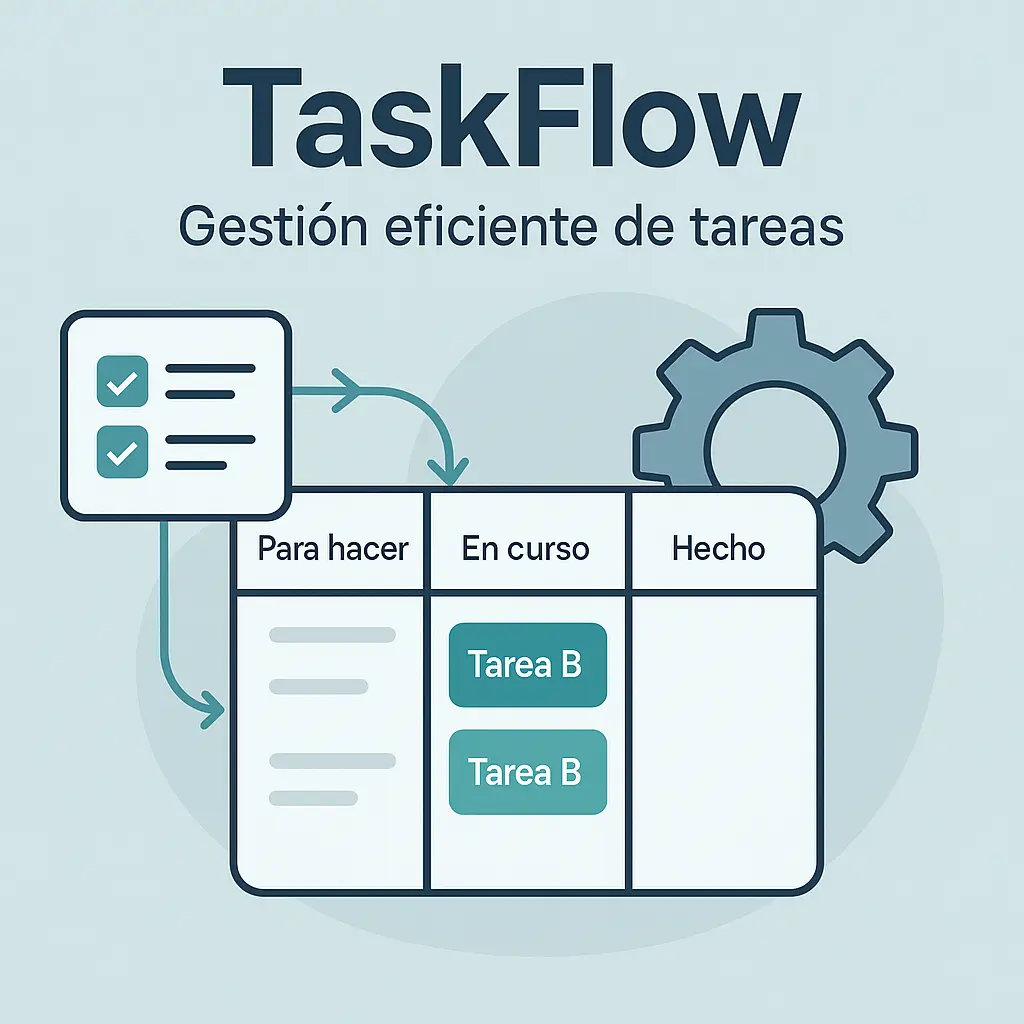 TaskFlow
Gestión eficiente de tareas
Para hacer
En curso
Hecho
Tarea B
Tarea B